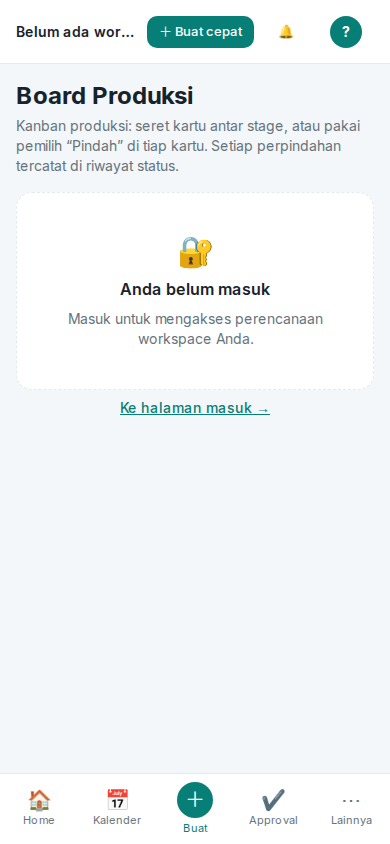 Belum ada wor...
+ Buat cepat
?
Board Produksi
Kanban produksi: seret kartu antar stage, atau pakai
pemilih “Pindah” di tiap kartu. Setiap perpindahan
tercatat di riwayat status.
Anda belum masuk
Masuk untuk mengakses perencanaan
workspace Anda.
Ke halaman masuk →
Home
Kalender
Buat
Approval
Lainnya